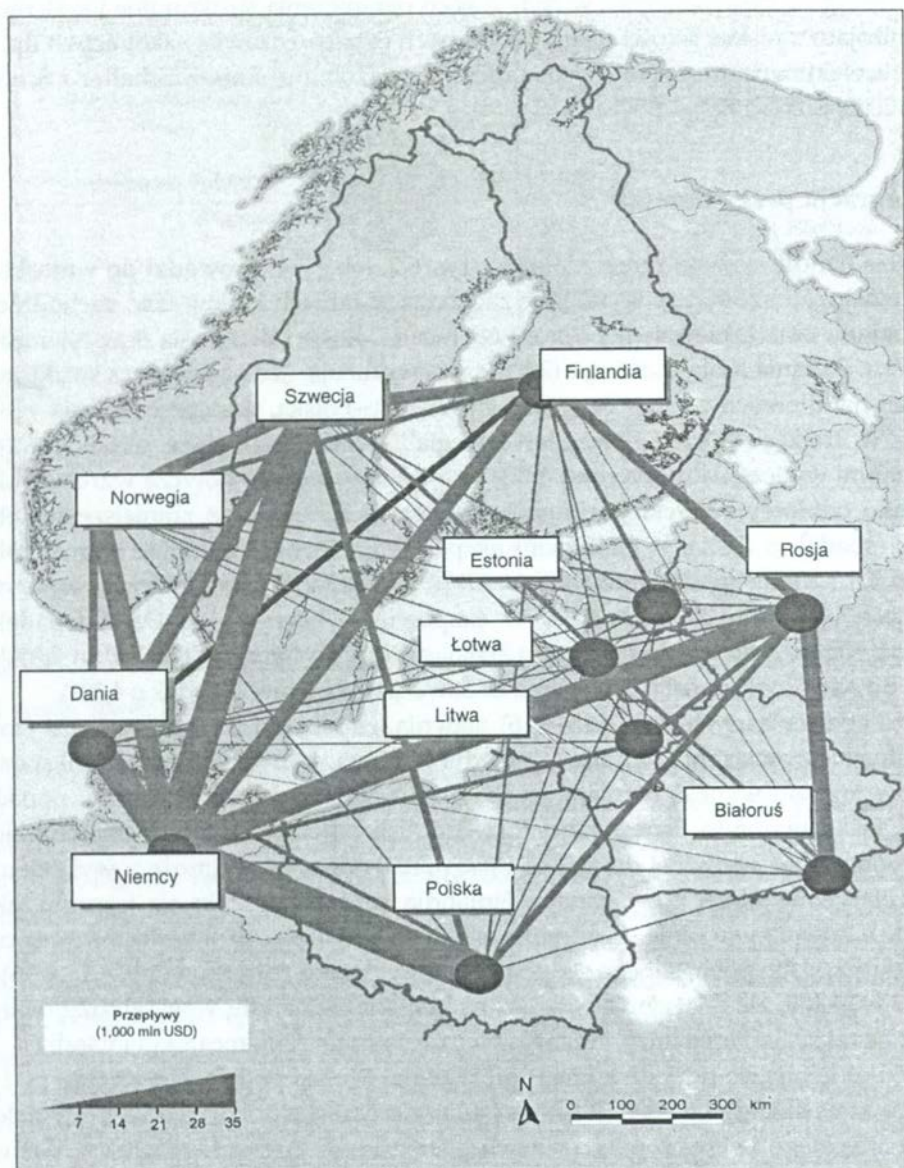 Finlandia
Szwecja
Norwegia
Estonia
Rosja
Łotwa
Dania
Litwa
Białoruś
Niemcy
Polska
Przepływy
(1,000 mln USD)
7 14 21 28 35
N
0 100 200 300 km